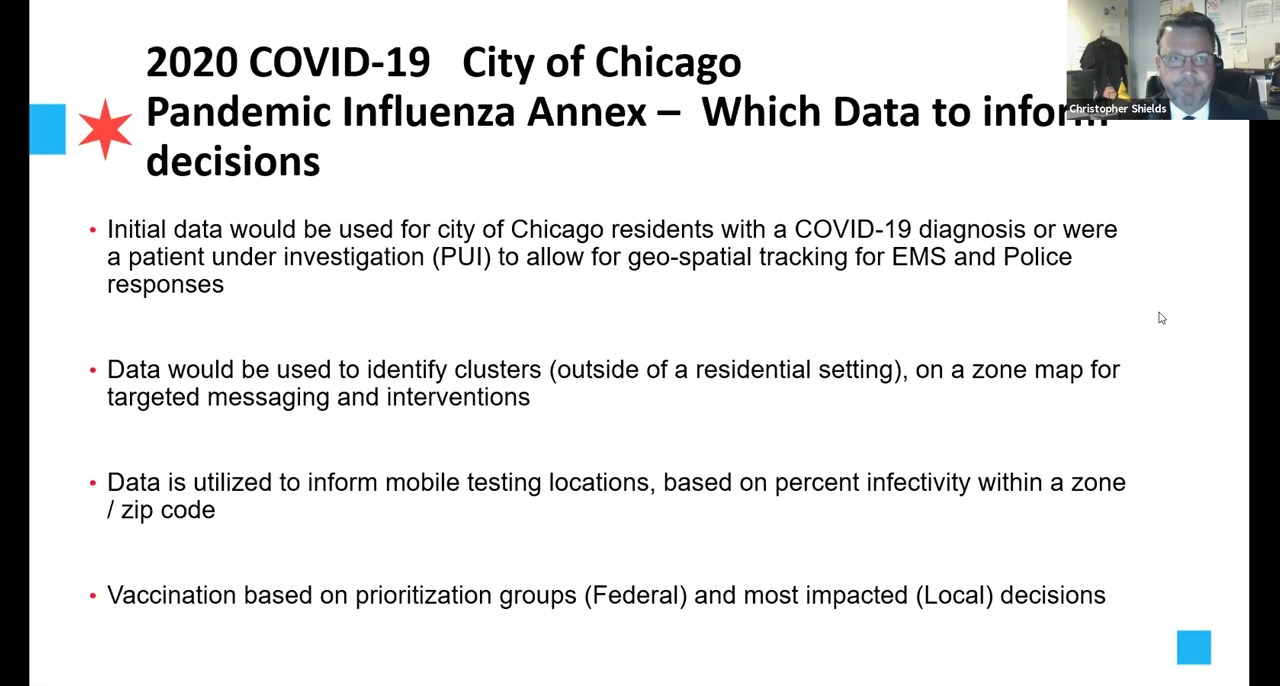 2020 COVID-19 City of Chicago
Pandemic Influenza Annex – Which Data to inform
decisions
Christopher Shields
• Initial data would be used for city of Chicago residents with a COVID-19 diagnosis or were
a patient under investigation (PUI) to allow for geo-spatial tracking for EMS and Police
responses
• Data would be used to identify clusters (outside of a residential setting), on a zone map for
targeted messaging and interventions
• Data is utilized to inform mobile testing locations, based on percent infectivity within a zone
/ zip code
• Vaccination based on prioritization groups (Federal) and most impacted (Local) decisions